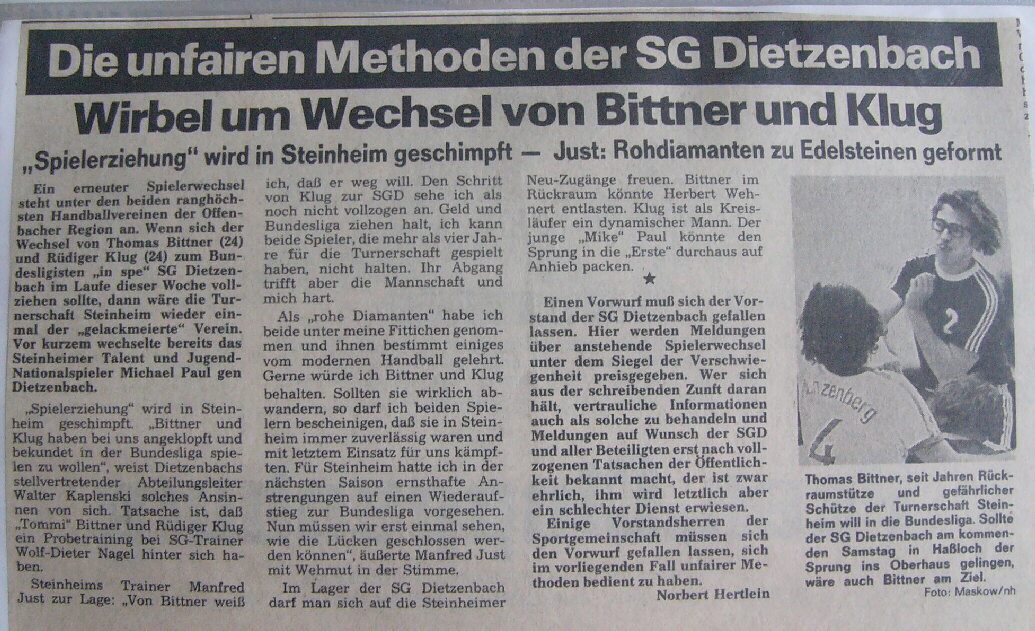 Die unfairen Methoden der SG Dietzenbach
Wirbel um Wechsel von Bittner und Klug
„Spielerziehung“ wird in Steinheim geschimpft — Just: Rohdiamanten zu Edelsteinen geformt
Ein erneuter Spielerwechsel
steht unter den beiden ranghöch-
sten Handballvereinen der Offen-
bacher Region an. Wenn sich der
Wechsel von Thomas Bittner (24)
und Rüdiger Klug (24) zum Bun-
desligisten „in spe“ SG Dietzen-
bach im Laufe dieser Woche voll-
ziehen sollte, dann wäre die Tur-
nerschaft Steinheim wieder ein-
mal der „gelackmeierte“ Verein.
Vor kurzem wechselte bereits das
Steinheimer Talent und Jugend-
Nationalspieler Michael Paul gen
Dietzenbach.
„Spielerziehung“ wird in Stein-
heim geschimpft. „Bittner und
Klug haben bei uns angeklopft und
bekundet in der Bundesliga spie-
len zu wollen“, weist Dietzenbachs
stellvertretender Abteilungsleiter
Walter Kaplenski solches Ansin-
nen von sich. Tatsache ist, daß
„Tommi“ Bittner und Rüdiger Klug
ein Probetraining bei SG-Trainer
Wolf-Dieter Nagel hinter sich ha-
ben.
Steinheims Trainer Manfred
Just zur Lage: „Von Bittner weiß
ich, daß er weg will. Den Schritt
von Klug zur SGD sehe ich als
noch nicht vollzogen an. Geld und
Bundesliga ziehen halt, ich kann
beide Spieler, die mehr als vier Jah-
re für die Turnerschaft gespielt
haben, nicht halten. Ihr Abgang
trifft aber die Mannschaft und
mich hart.
Als „rohe Diamanten“ habe ich
beide unter meine Fittichen genom-
men und ihnen bestimmt einiges
vom modernen Handball gelehrt.
Gerne würde ich Bittner und Klug
behalten. Sollten sie wirklich ab-
wandern, so darf ich beiden Spie-
lern bescheinigen, daß sie in Stein-
heim immer zuverlässig waren und
mit letztem Einsatz für uns kämpf-
ten. Für Steinheim hatte ich in der
nächsten Saison ernsthafte An-
strengungen auf einen Wiederauf-
stieg zur Bundesliga vorgesehen.
Nun müssen wir erst einmal sehen,
wie die Lücken geschlossen wer-
den können“, äußerte Manfred Just
mit Wehmut in der Stimme.
Im Lager der SG Dietzenbach
darf man sich auf die Steinheimer
Neu-Zugänge freuen. Bittner im
Rückraum könnte Herbert Weh-
nert entlasten. Klug ist als Kreis-
läufer ein dynamischer Mann. Der
junge „Mike“ Paul könnte den
Sprung in die „Erste“ durchaus auf
Anhieb packen.
★
Einen Vorwurf muß sich der Vor-
stand der SG Dietzenbach gefallen
lassen. Hier werden Meldungen
über anstehende Spielerwechsel
unter dem Siegel der Verschwie-
genheit preisgegeben. Wer sich
aus der schreibenden Zunft daran
hält, vertrauliche Informationen
auch als solche zu behandeln und
Meldungen auf Wunsch der SGD
und aller Beteiligten erst nach voll-
zogenen Tatsachen der Öffentlich-
keit bekannt macht, der ist zwar
ehrlich, ihm wird letztlich aber
ein schlechter Dienst erwiesen.
Einige Vorstandsherren der
Sportgemeinschaft müssen sich
den Vorwurf gefallen lassen, sich
im vorliegenden Fall unfairer Me-
thoden bedient zu haben.
Norbert Hertlein
2
nzenberg
4
Thomas Bittner, seit Jahren Rück-
raumstütze und gefährlicher
Schütze der Turnerschaft Stein-
heim will in die Bundesliga. Sollte
der SG Dietzenbach am kommen-
den Samstag in Haßloch der
Sprung ins Oberhaus gelingen,
wäre auch Bittner am Ziel.
Foto: Maskow/nh